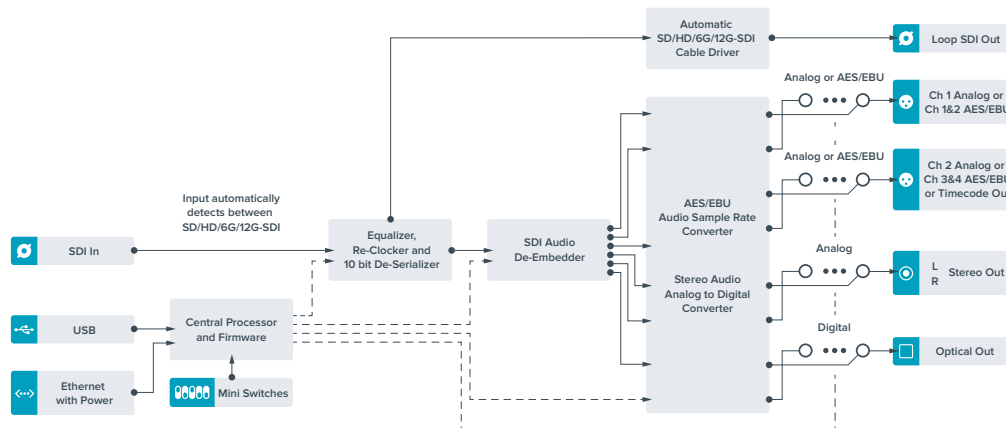 Automatic
SD/HD/6G/12G-SDI
Cable Driver
Loop SDI Out
Analog or AES/EBU
Ch 1 Analog or
Ch 1&2 AES/EBU
Analog or AES/EBU
Ch 2 Analog or
Ch 3&4 AES/EBU
or Timecode Ou
Input automatically
detects between
SD/HD/6G/12G-SDI
SDI In
Equalizer,
Re-Clocker and
10 bit De-Serializer
SDI Audio
De-Embedder
AES/EBU
Audio Sample Rate
Converter
Stereo Audio
Analog to Digital
Converter
Analog
L
R
Stereo Out
USB
Central Processor
and Firmware
Digital
Optical Out
Ethernet
with Power
Mini Switches